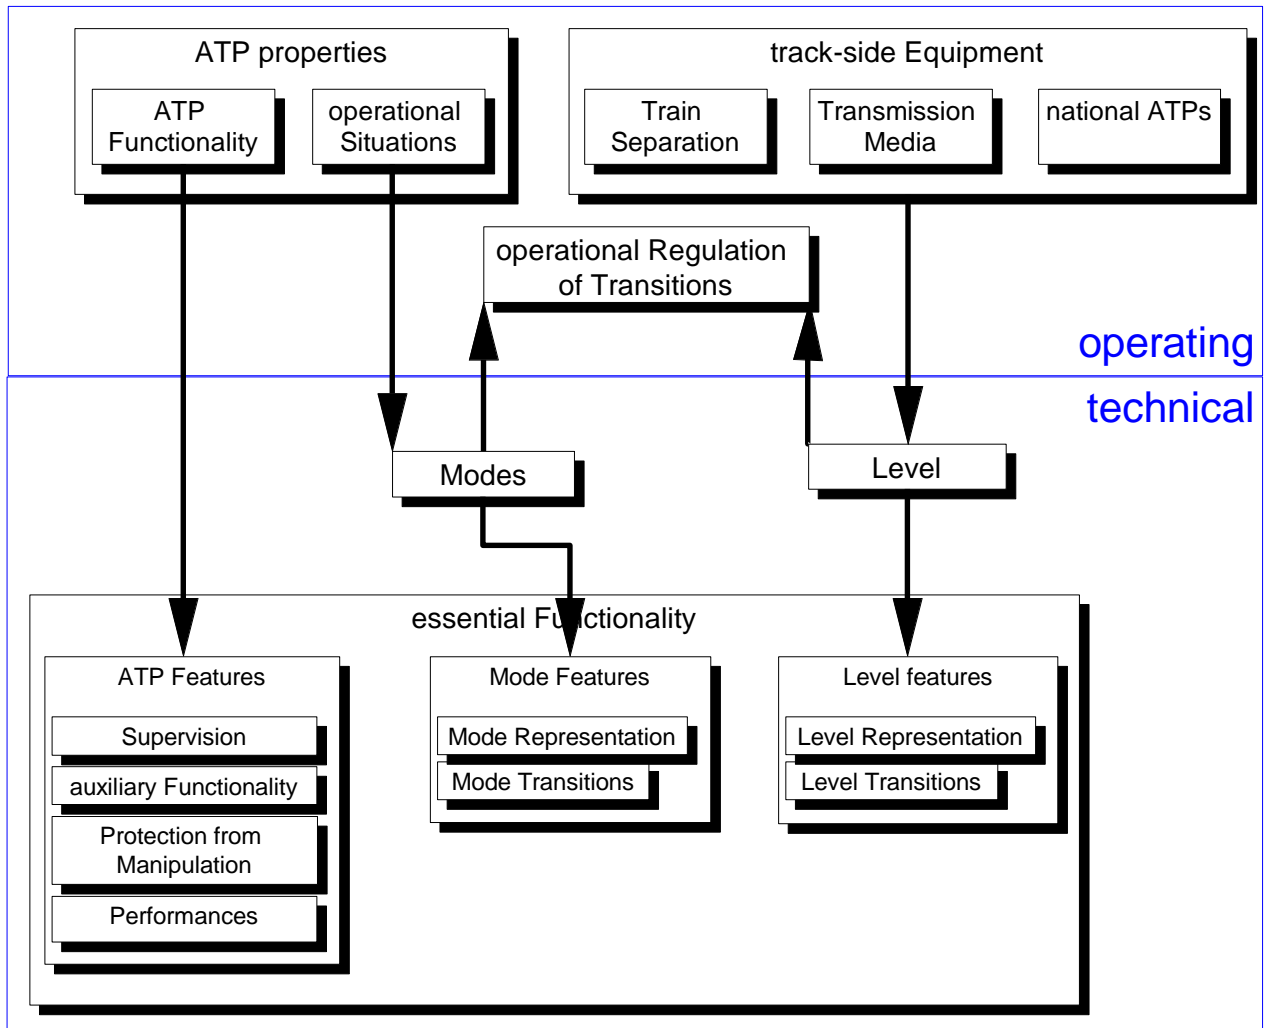 ATP properties
ATP
Functionality
operational
Situations
track-side Equipment
Train
Separation
Transmission
Media
national ATPs
operational Regulation
of Transitions
operating
technical
Modes
Level
essential Functionality
ATP Features
Supervision
auxiliary Functionality
Protection from
Manipulation
Performances
Mode Features
Mode Representation
Mode Transitions
Level features
Level Representation
Level Transitions